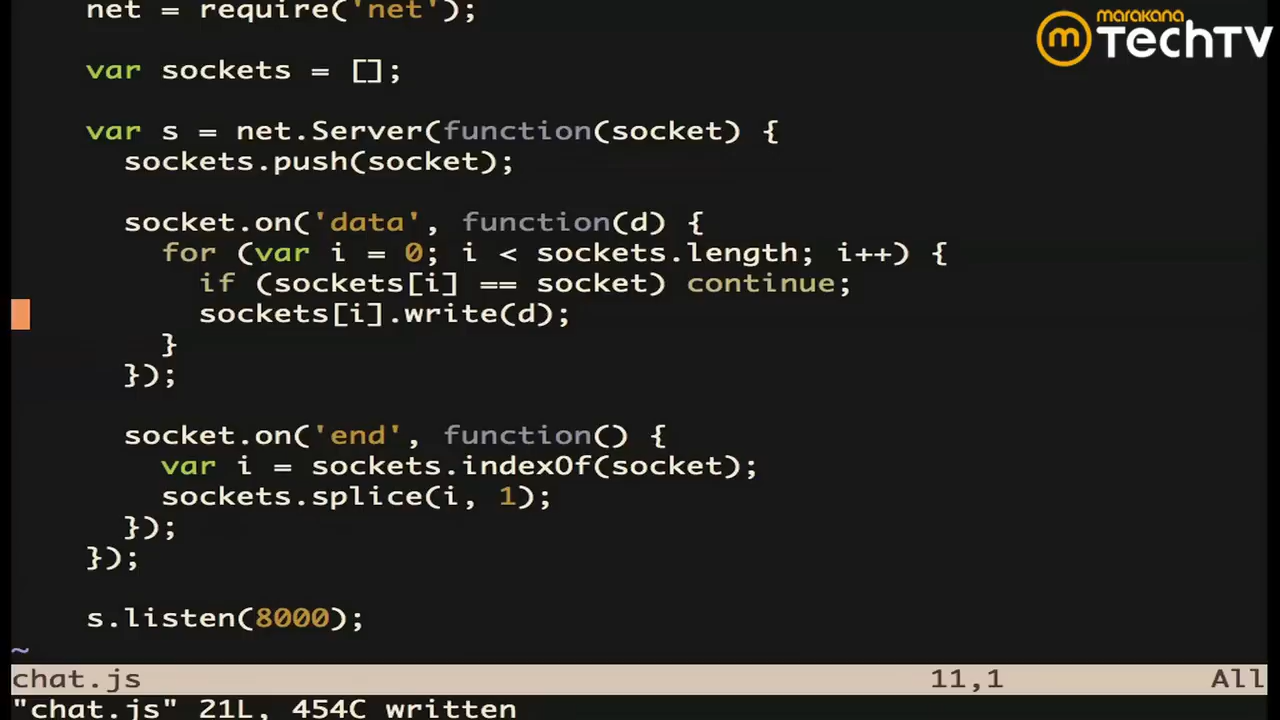 net = require('net');
marakana
TechTV
var sockets = [];
var s = net.Server(function(socket) {
sockets.push(socket);
socket.on('data', function(d) {
for (var i = 0; i < sockets.length; i++) {
if (sockets[i] == socket) continue;
sockets[i].write(d);
}
});
socket.on('end', function() {
var i = sockets.indexOf(socket);
sockets.splice(i, 1);
});
});
s.listen(8000);
~
chat.js 11,1 All
"chat.js" 21L, 454C written